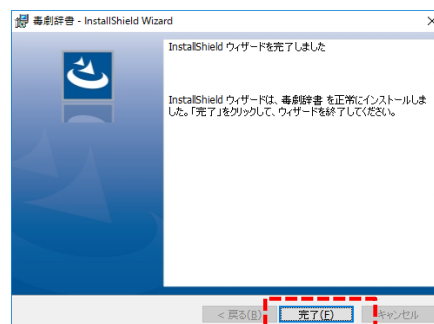 毒劇辞書 - InstallShield Wizard
InstallShield ウィザードを完了しました
InstallShield ウィザードは、毒劇辞書 を正常にインストールしま
した。「完了」をクリックして、ウィザードを終了してください。
< 戻る(B) 完了(F) キャンセル